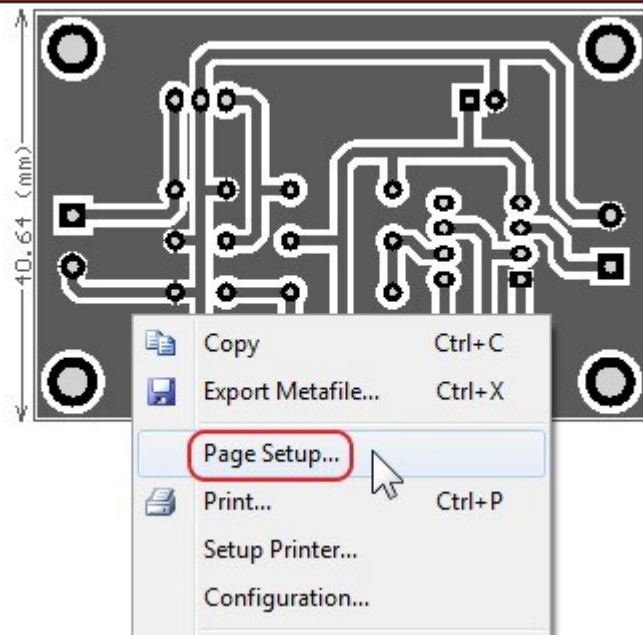 40.64 (mm)
Copy Ctrl+C
Export Metafile... Ctrl+X
Page Setup...
Print... Ctrl+P
Setup Printer...
Configuration...